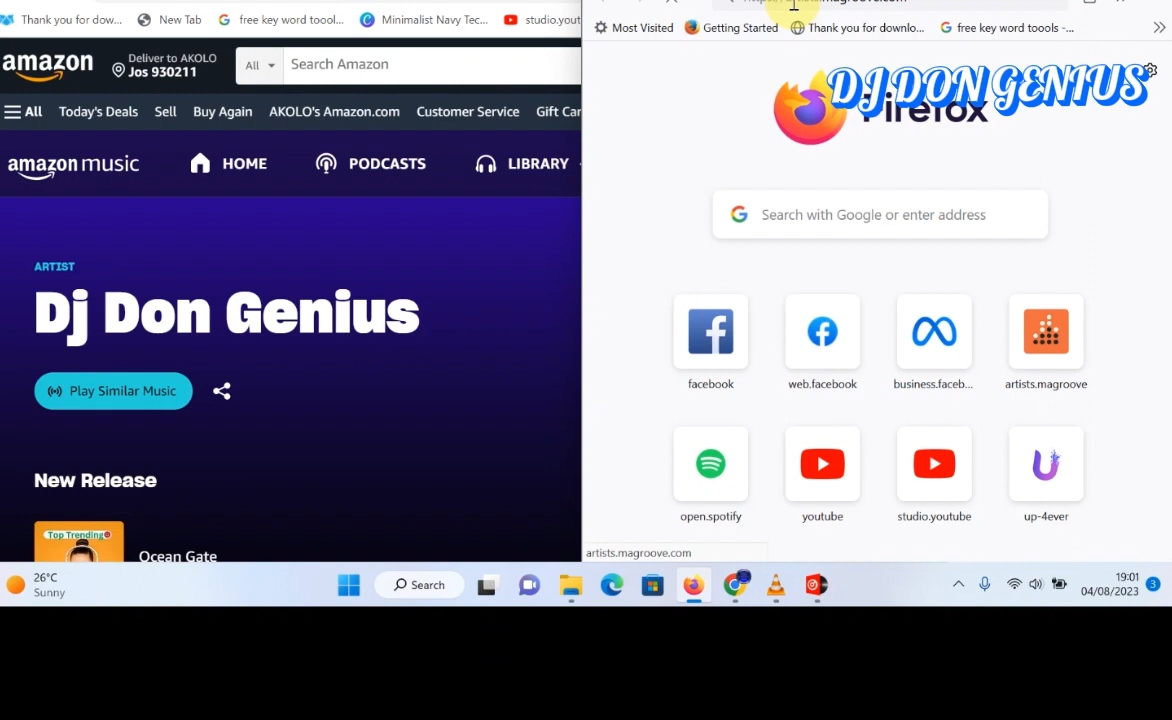 Thank you for dow...
New Tab
free key word toool...
Minimalist Navy Tec...
studio.yout
amazon
Deliver to AKOLO
Jos 930211
All
Search Amazon
All
Today's Deals
Sell
Buy Again
AKOLO's Amazon.com
Customer Service
Gift Car
amazon music
HOME
PODCASTS
LIBRARY
ARTIST
Dj Don Genius
Play Similar Music
New Release
Top Trending
Ocean Gate
Most Visited
Getting Started
Thank you for downlo...
free key word toools -...
DJ DON GENIUS
Firefox
Search with Google or enter address
facebook
web.facebook
business.faceb...
artists.magroove
open.spotify
youtube
studio.youtube
up-4ever
artists.magroove.com
26°C
Sunny
Search
19:01
04/08/2023
3